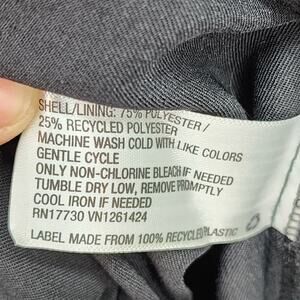 SHELL/LINING: 75% POLYESTER /
25% RECYCLED POLYESTER
MACHINE WASH COLD WITH LIKE COLORS
GENTLE CYCLE
ONLY NON-CHLORINE BLEACH IF NEEDED
TUMBLE DRY LOW, REMOVE PROMPTLY
COOL IRON IF NEEDED
RN17730 VN1261424
LABEL MADE FROM 100% RECYCLED PLASTIC